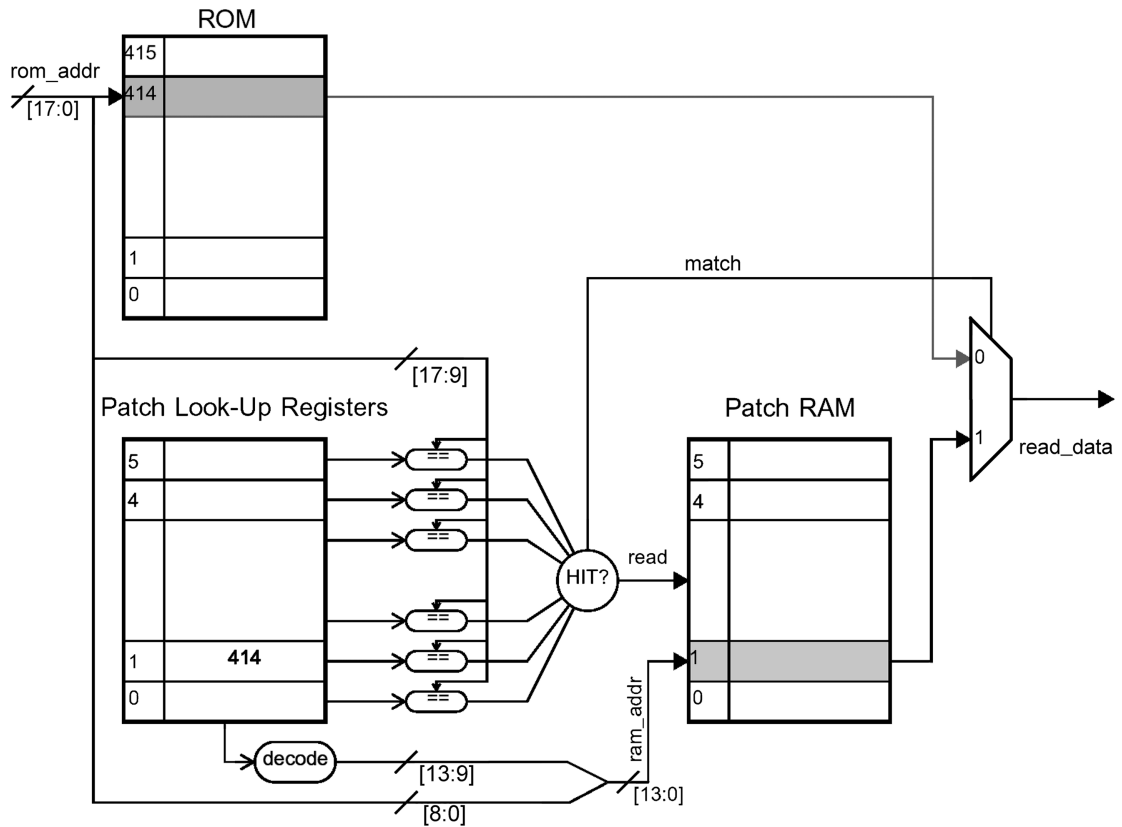 ROM
415
rom_addr
414
[17:0]
1
0
match
0
[17:9]
Patch Look-Up Registers
Patch RAM
1
read_data
5
==
5
4
==
4
==
HIT?
read
==
1
414
==
1
0
==
0
ram_addr
decode
[13:9]
[13:0]
[8:0]